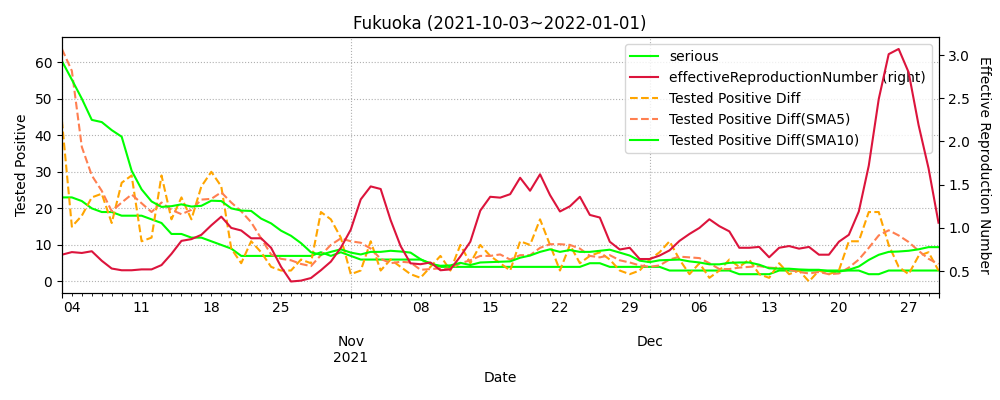 Fukuoka (2021-10-03~2022-01-01)
serious
effectiveReproductionNumber (right)
Tested Positive Diff
Tested Positive Diff(SMA5)
Tested Positive Diff(SMA10)
Tested Positive
60
50
40
30
20
10
0
3.0
2.5
2.0
1.5
1.0
0.5
Effective Reproduction Number
04 11 18 25 08 15 22 29 06 13 20 27
Nov Dec
2021
Date